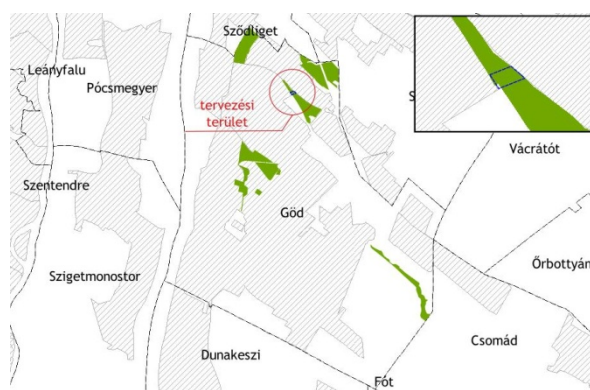 Sződliget
Leányfalu
Pócsmegyer
tervezési
terület
Vácrátót
Szentendre
Göd
Szigetmonostor
Őrbottyán
Csomád
Dunakeszi
Fót